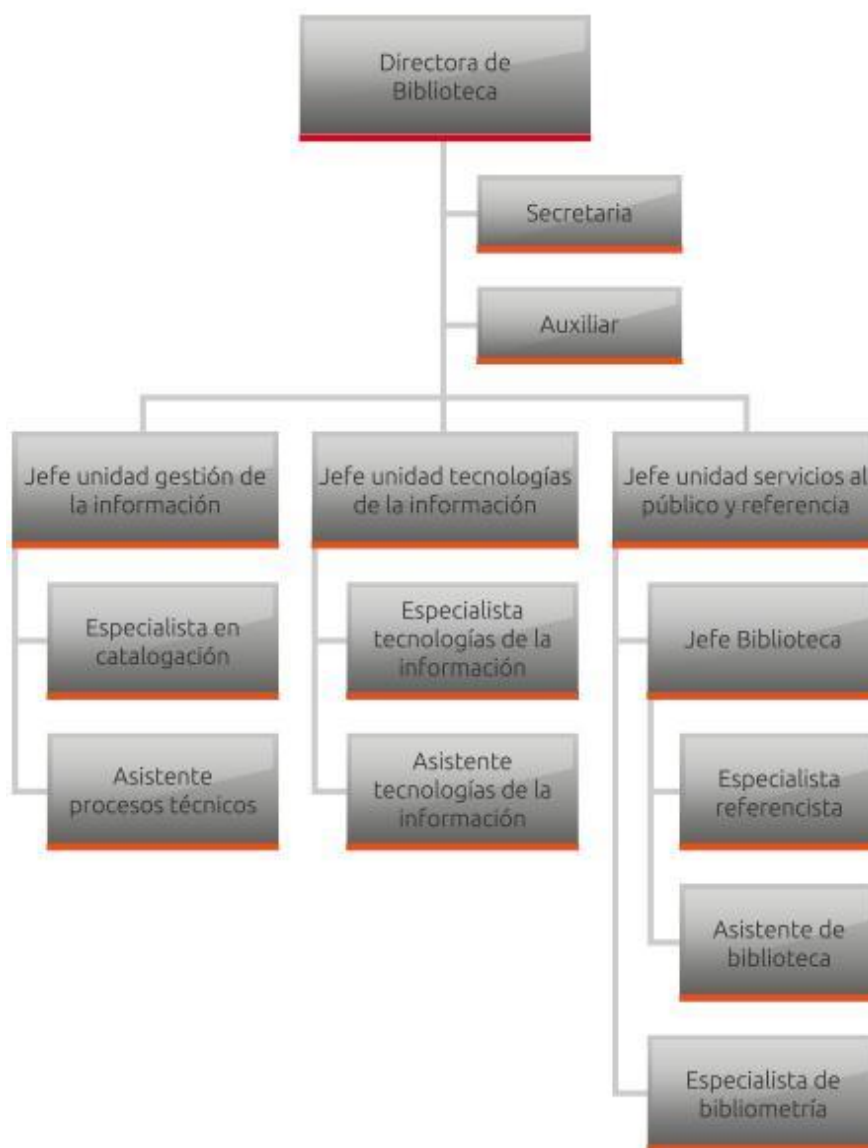 Directora de
Biblioteca
Secretaria
Auxiliar
Jefe unidad gestión de
la información
Jefe unidad tecnologías
de la información
Jefe unidad servicios al
público y referencia
Especialista en
catalogación
Especialista
tecnologías de la
información
Jefe Biblioteca
Asistente
procesos técnicos
Asistente
tecnologías de la
información
Especialista
referencista
Asistente de
biblioteca
Especialista de
bibliometría